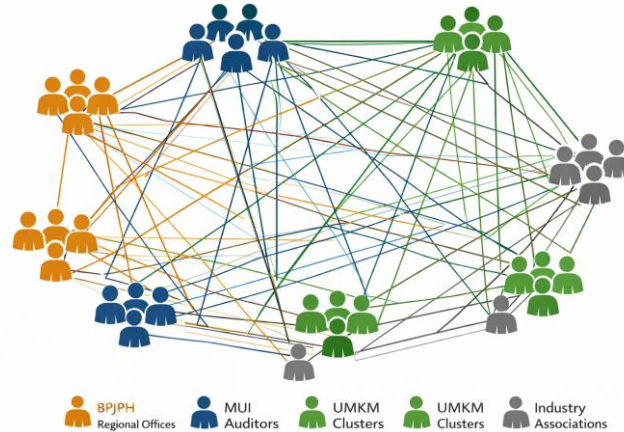 BPJPH
Regional Offices
MUI
Auditors
UMKM
Clusters
UMKM
Clusters
Industry
Associations